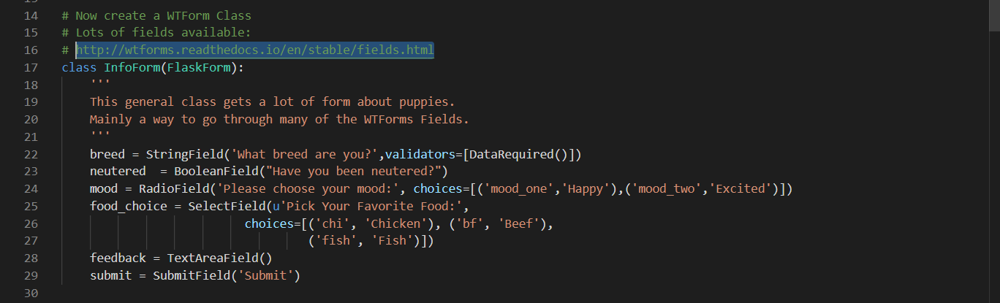 14 # Now create a WTForm Class
15 # Lots of fields available:
16 # http://wtforms.readthedocs.io/en/stable/fields.html
17 class InfoForm(FlaskForm):
18     '''
19     This general class gets a lot of form about puppies.
20     Mainly a way to go through many of the WTForms Fields.
21     '''
22     breed = StringField('What breed are you?',validators=[DataRequired()])
23     neutered  = BooleanField("Have you been neutered?")
24     mood = RadioField('Please choose your mood:', choices=[('mood_one','Happy'),('mood_two','Excited')])
25     food_choice = SelectField(u'Pick Your Favorite Food:',
26                           choices=[('chi', 'Chicken'), ('bf', 'Beef'),
27                                    ('fish', 'Fish')])
28     feedback = TextAreaField()
29     submit = SubmitField('Submit')
30